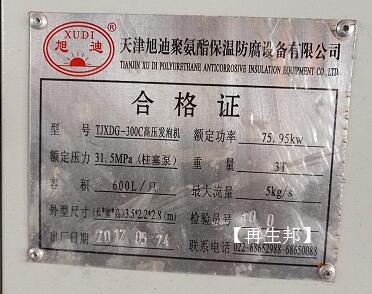 XUDI
旭迪
天津旭迪聚氨酯保温防腐设备有限公司
TIANJIN XU DI POLYURETHANE ANTICORROSIVE INSULATION EQUIPMENT CO.,LTD.
合格证
型号 TJXDG-300C高压发泡机 额定功率 75.95kw
额定压力 31.5MPa(柱塞泵) 重量 3T
容积 600L/只 最大流量 5kg/s
外型尺寸 (长*宽*高)3.5*2.2*2.8(m) 检验员号
出厂日期 2012 05 24 联系电话 022-68652988-68650088
【再生邦】